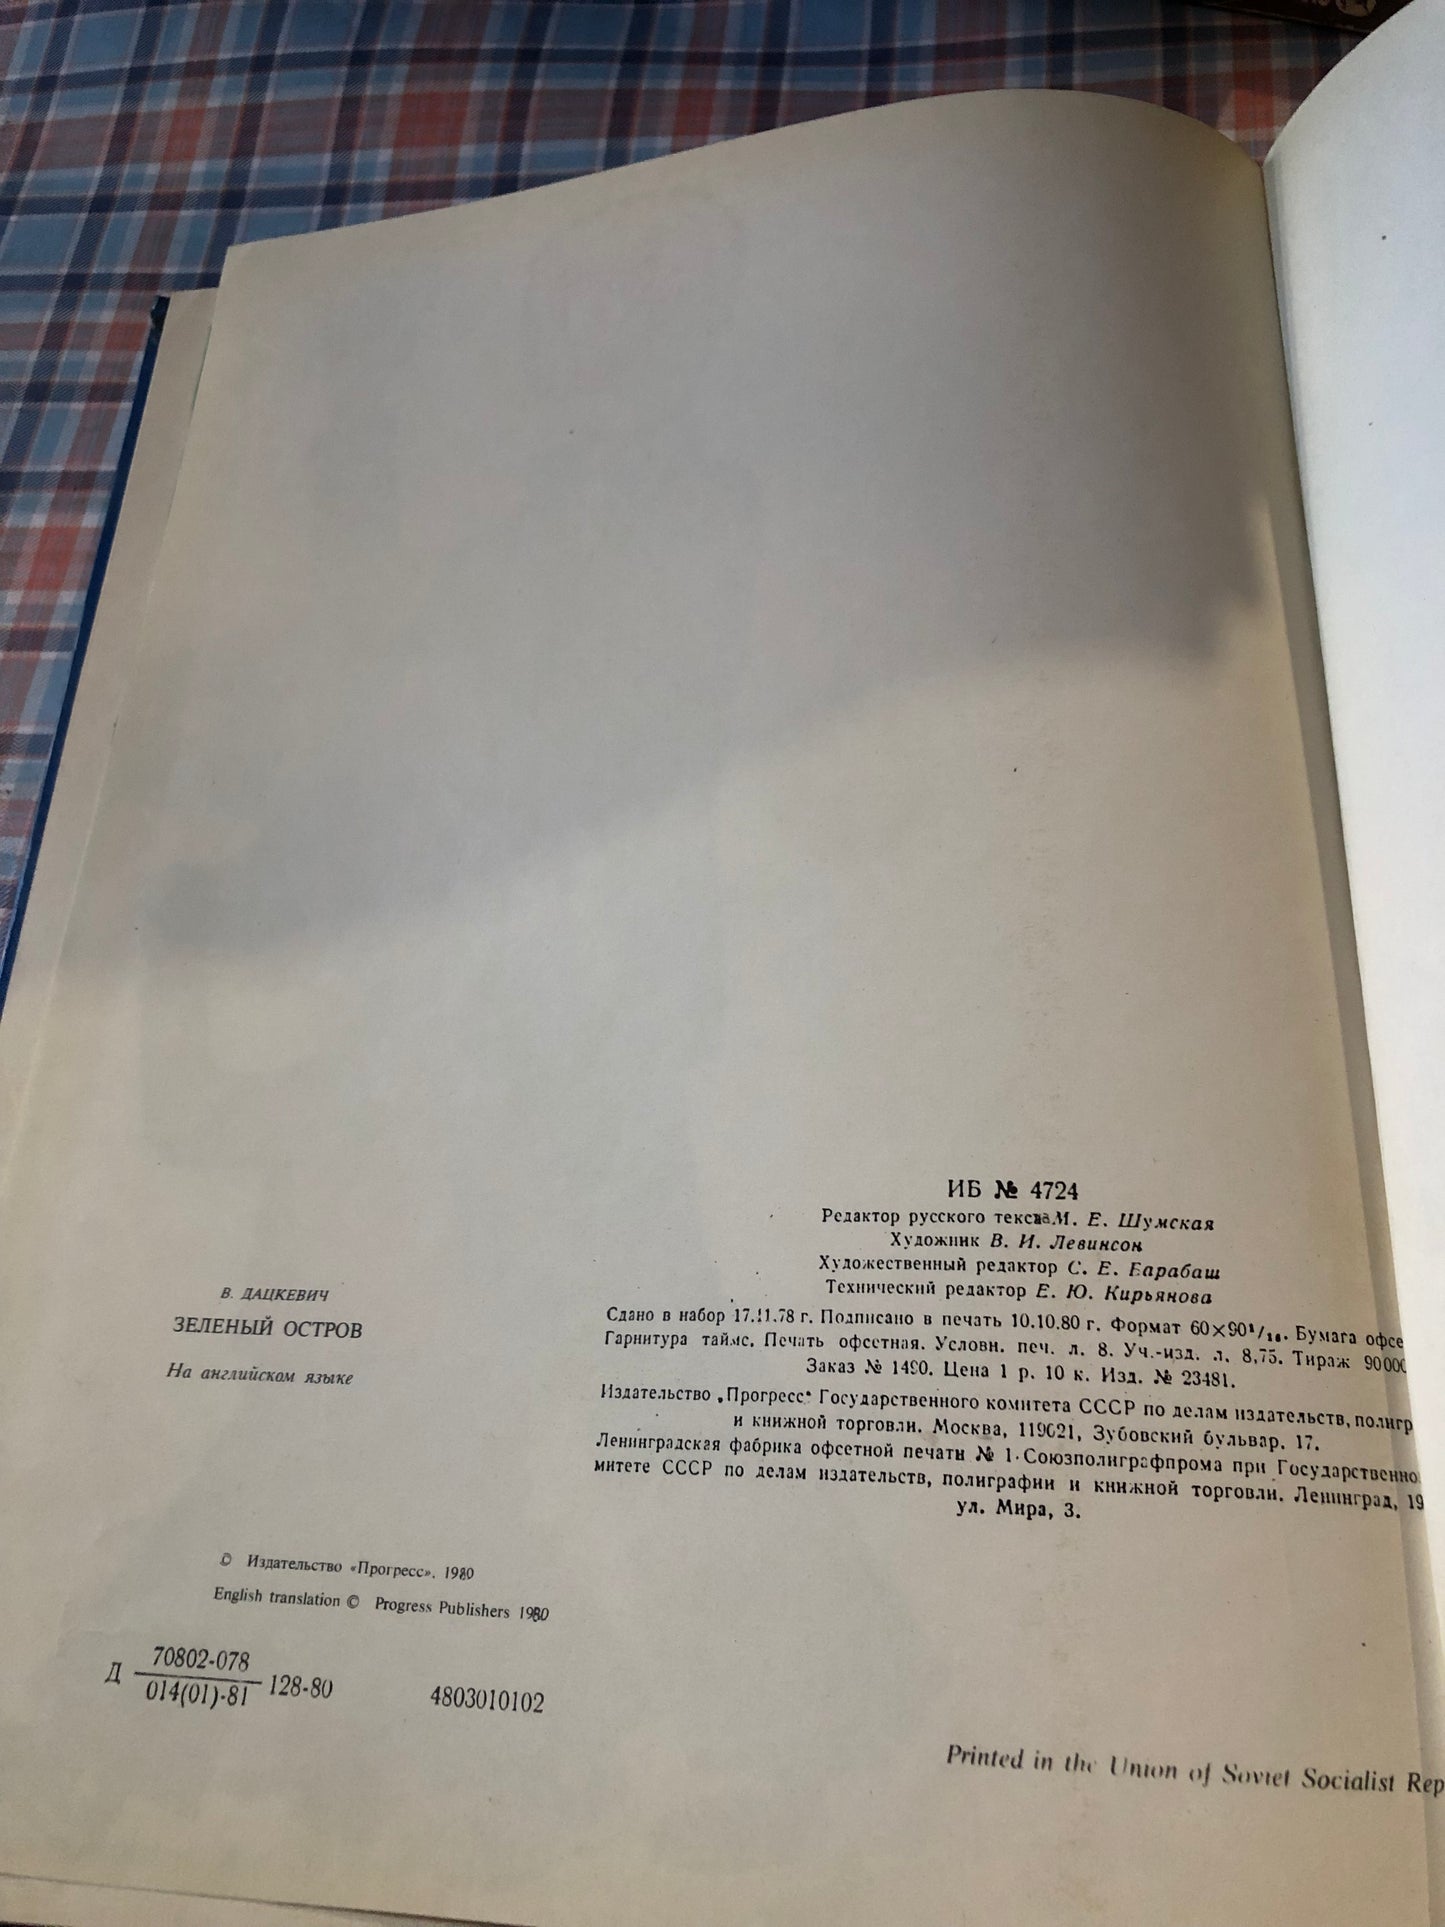 В. ДАЦКЕВИЧ
ЗЕЛЕНЫЙ ОСТРОВ
На английском языке
© Издательство «Прогресс», 1980
English translation © Progress Publishers 1980
Д 70802-078
014(01)-81 128-80 4803010102
ИБ № 4724
Редактор русского текста М. Е. Шумская
Художник В. И. Левинсон
Художественный редактор С. Е. Барабаш
Технический редактор Е. Ю. Кирьянова
Сдано в набор 17.11.78 г. Подписано в печать 10.10.80 г. Формат 60×90¹/₁₆. Бумага офсе
Гарнитура таймс. Печать офсетная. Условн. печ. л. 8. Уч.-изд. л. 8,75. Тираж 90000
Заказ № 1490. Цена 1 р. 10 к. Изд. № 23481.
Издательство „Прогресс“ Государственного комитета СССР по делам издательств, полигр
и книжной торговли. Москва, 119021, Зубовский бульвар, 17.
Ленинградская фабрика офсетной печати № 1 Союзполиграфпрома при Государственно
митете СССР по делам издательств, полиграфии и книжной торговли. Ленинград, 19
ул. Мира, 3.
Printed in the Union of Soviet Socialist Rep